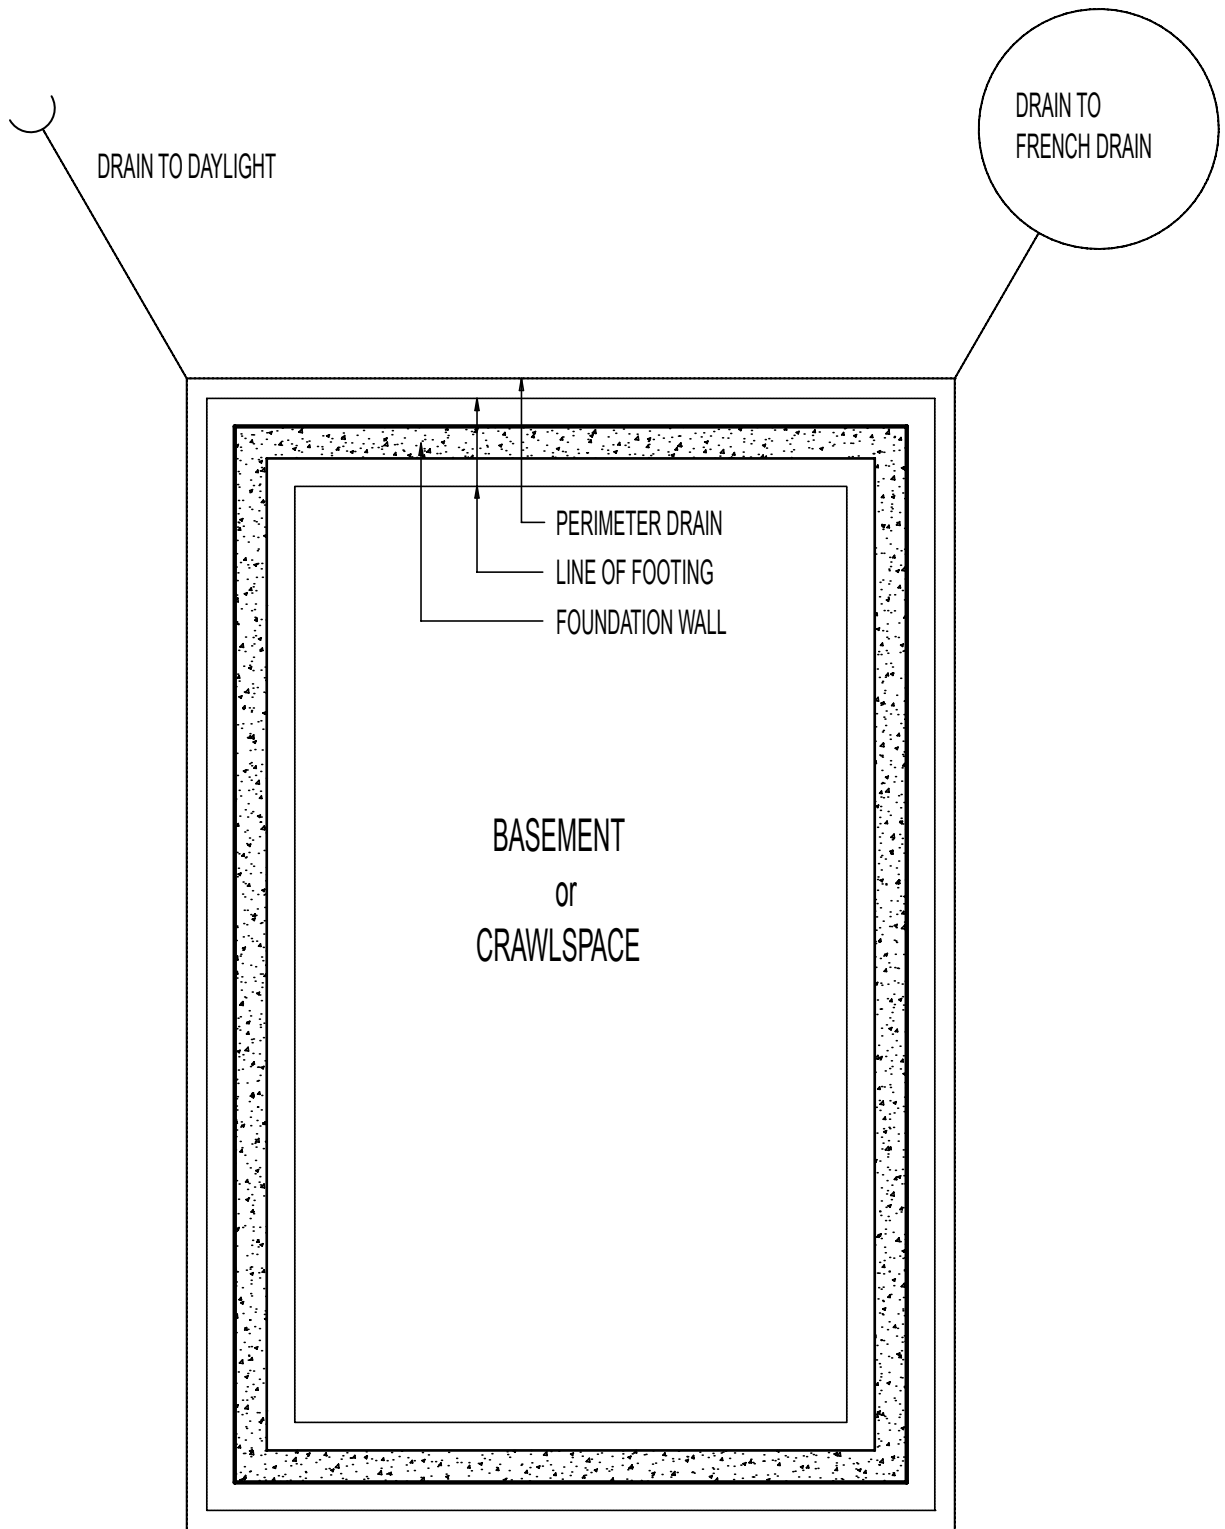 DRAIN TO
FRENCH DRAIN
DRAIN TO DAYLIGHT
PERIMETER DRAIN
LINE OF FOOTING
FOUNDATION WALL
BASEMENT
or
CRAWLSPACE